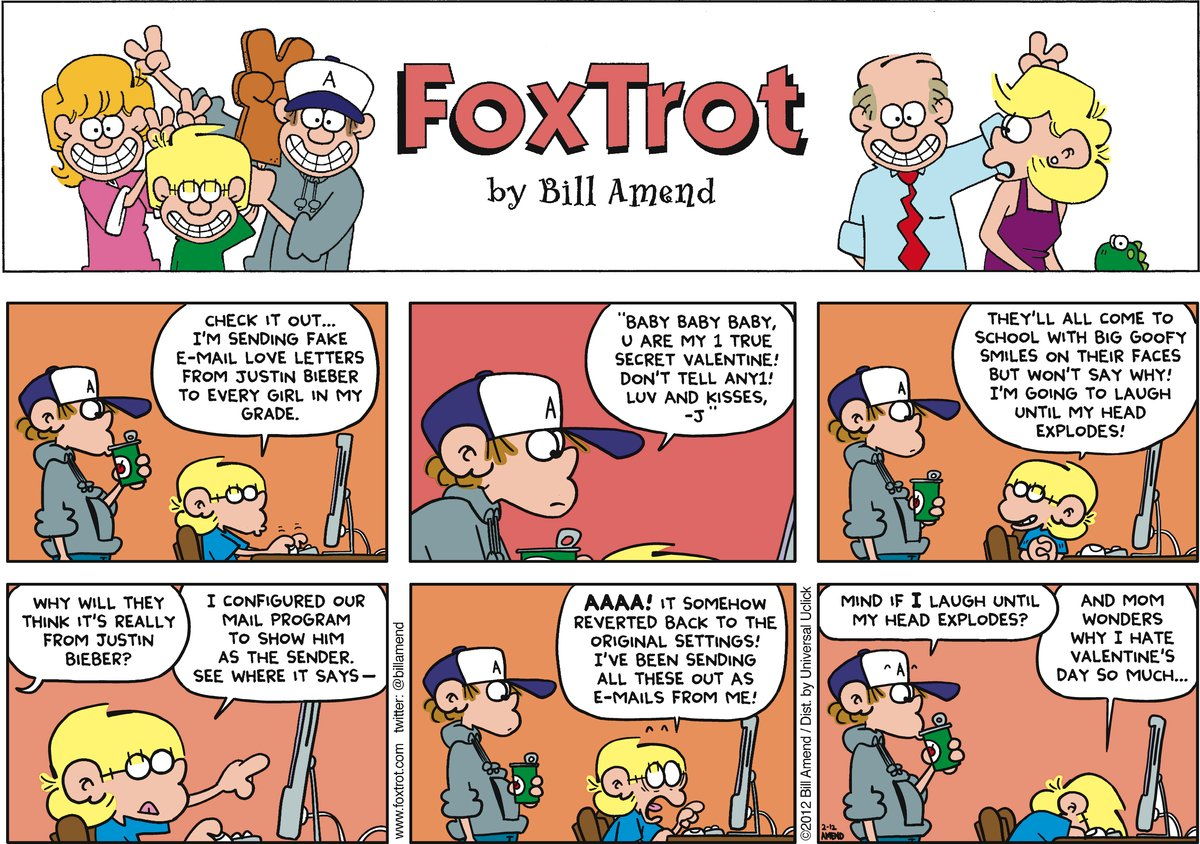 A
FOXTROT
by Bill Amend
CHECK IT OUT...
I'M SENDING FAKE
E-MAIL LOVE LETTERS
FROM JUSTIN BIEBER
TO EVERY GIRL IN MY
GRADE.
A
"BABY BABY BABY,
U ARE MY 1 TRUE
SECRET VALENTINE!
DON'T TELL ANY1!
LUV AND KISSES,
-J"
A
THEY'LL ALL COME TO
SCHOOL WITH BIG GOOFY
SMILES ON THEIR FACES
BUT WON'T SAY WHY!
I'M GOING TO LAUGH
UNTIL MY HEAD
EXPLODES!
A
WHY WILL THEY
THINK IT'S REALLY
FROM JUSTIN
BIEBER?
I CONFIGURED OUR
MAIL PROGRAM
TO SHOW HIM
AS THE SENDER.
SEE WHERE IT SAYS—
www.foxtrot.com twitter: @billamend
AAAA! IT SOMEHOW
REVERTED BACK TO THE
ORIGINAL SETTINGS!
I'VE BEEN SENDING
ALL THESE OUT AS
E-MAILS FROM ME!
A
©2012 Bill Amend / Dist. by Universal Uclick
MIND IF I LAUGH UNTIL
MY HEAD EXPLODES?
A
AND MOM
WONDERS
WHY I HATE
VALENTINE'S
DAY SO MUCH...
2-12
AMEND